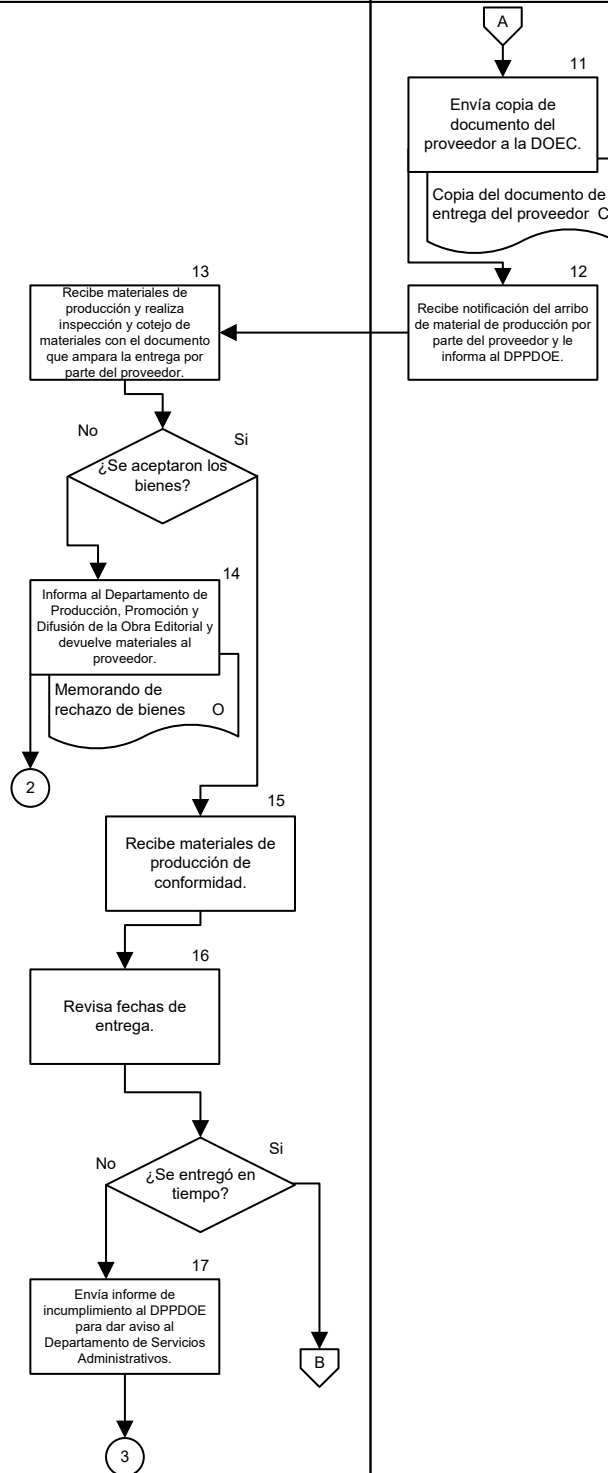 A
11
Envía copia de
documento del
proveedor a la DOEC.
Copia del documento de
entrega del proveedor C
12
Recibe notificación del arribo
de material de producción por
parte del proveedor y le
informa al DPPDOE.
13
Recibe materiales de
producción y realiza
inspección y cotejo de
materiales con el documento
que ampara la entrega por
parte del proveedor.
No
Si
¿Se aceptaron los
bienes?
14
Informa al Departamento de
Producción, Promoción y
Difusión de la Obra Editorial y
devuelve materiales al
proveedor.
Memorando de
rechazo de bienes O
2
15
Recibe materiales de
producción de
conformidad.
16
Revisa fechas de
entrega.
No
Si
¿Se entregó en
tiempo?
17
Envía informe de
incumplimiento al DPPDOE
para dar aviso al
Departamento de Servicios
Administrativos.
B
3